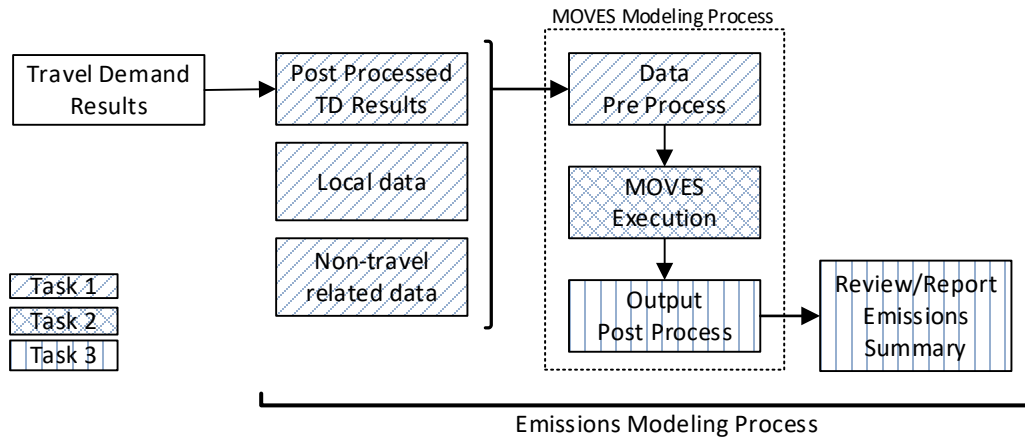 MOVES Modeling Process
Travel Demand
Results
Post Processed
TD Results
Data
Pre Process
Local data
MOVES
Execution
Non-travel
related data
Output
Post Process
Review/Report
Emissions
Summary
Task 1
Task 2
Task 3
Emissions Modeling Process